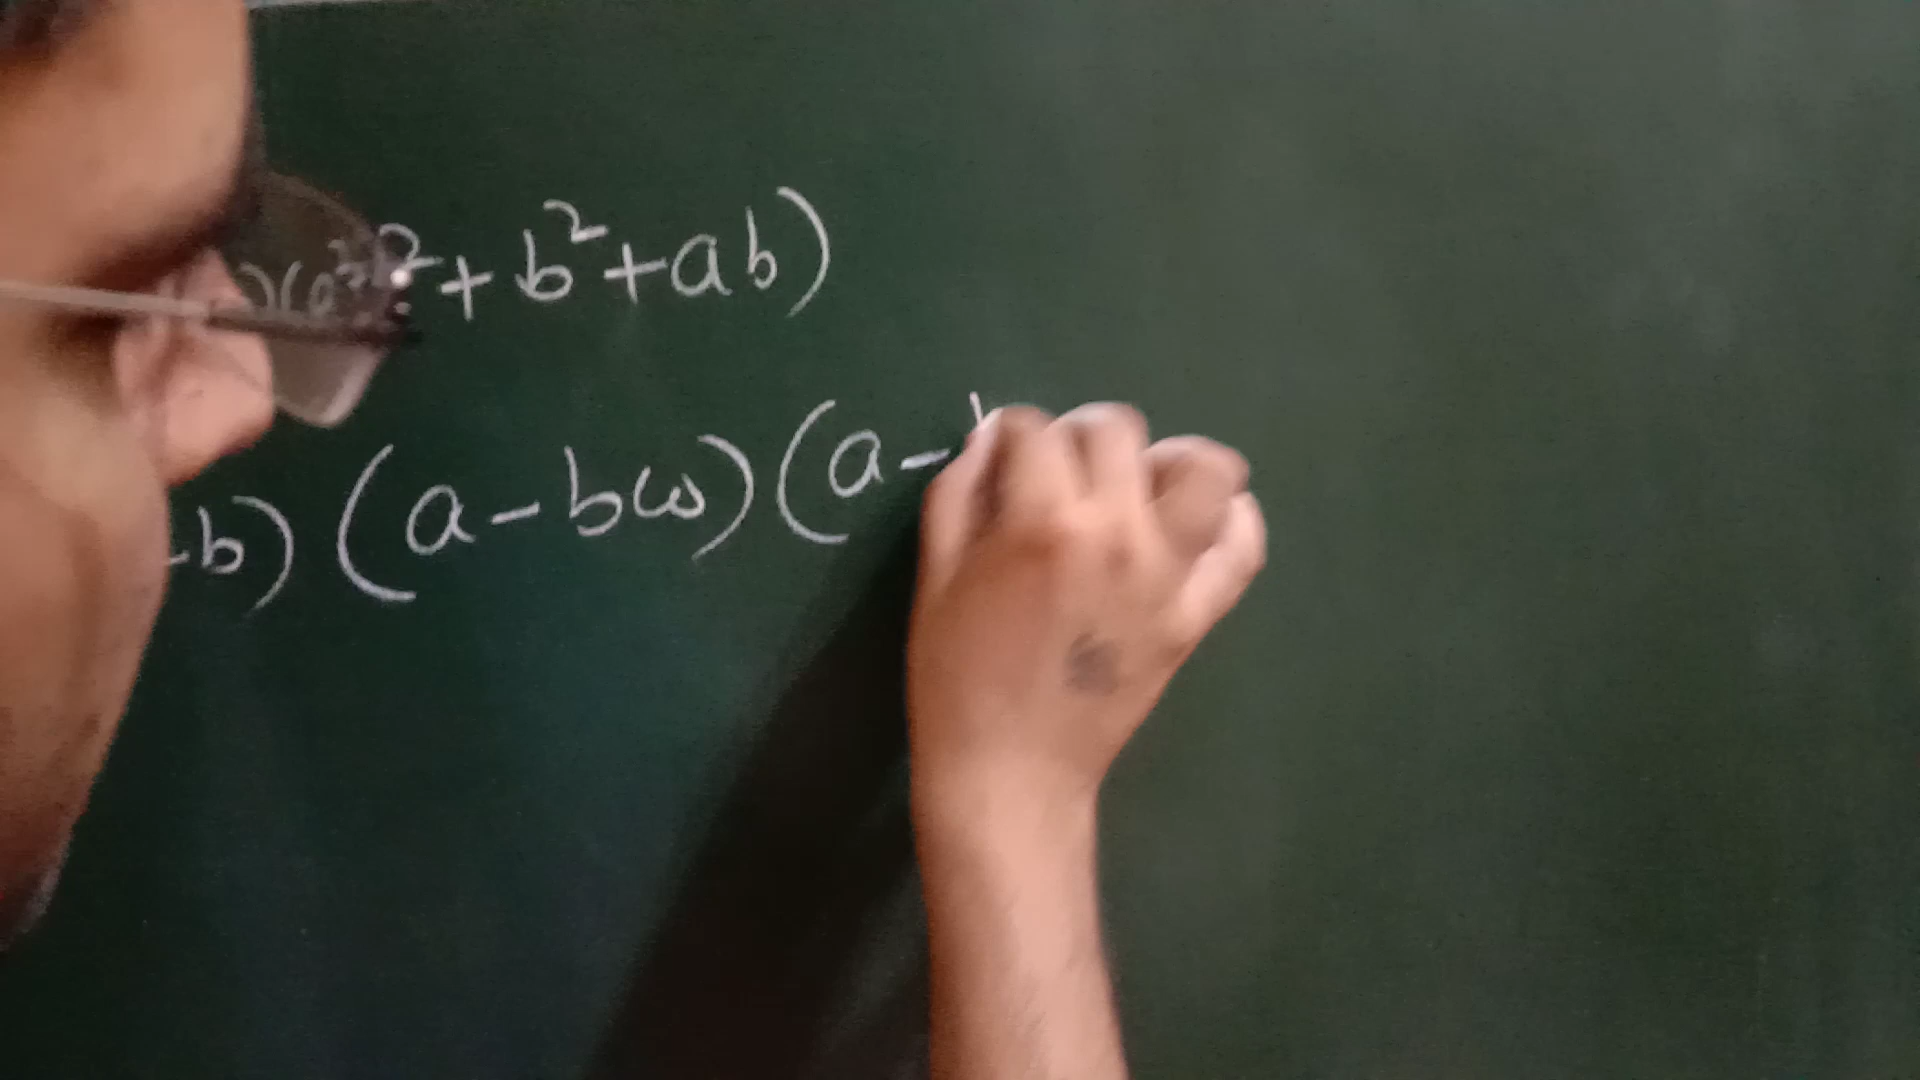 )(a² + b² + ab)
-b) (a - bω) (a - b